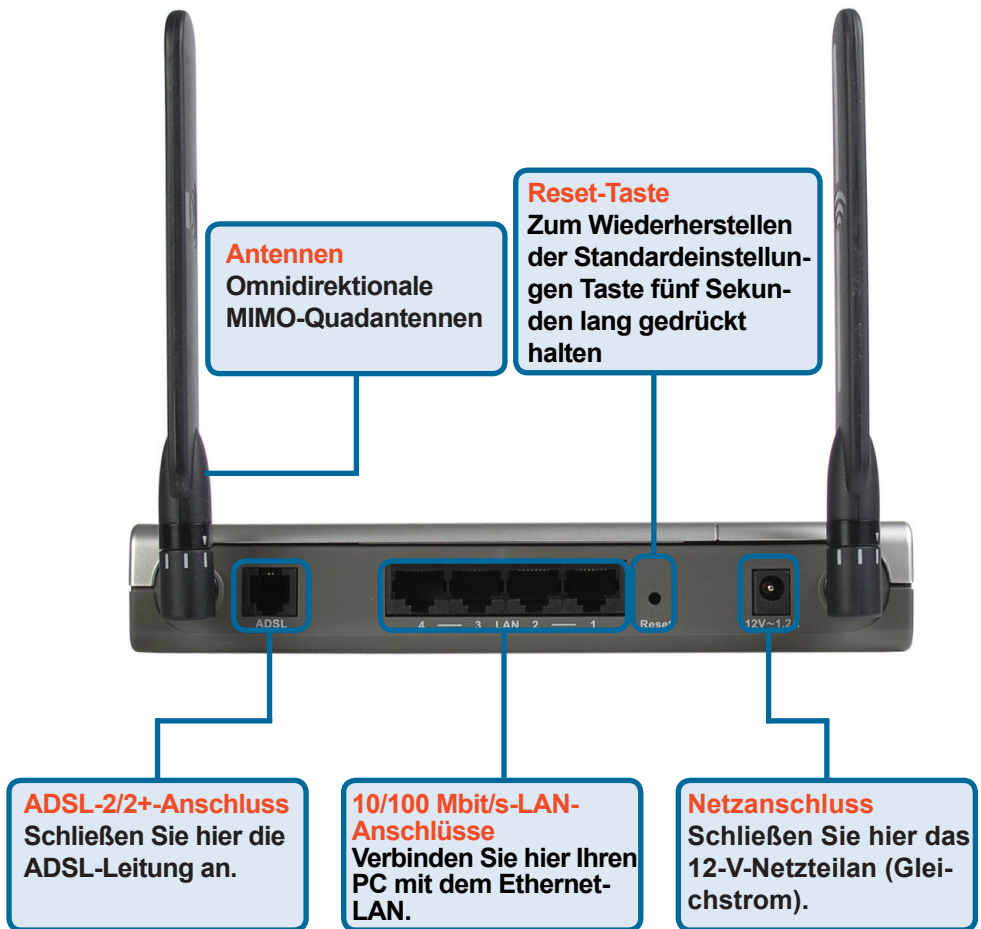 Reset-Taste
Zum Wiederherstellen
der Standardeinstellun-
gen Taste fünf Sekun-
den lang gedrückt
halten
Antennen
Omnidirektionale
MIMO-Quadantennen
ADSL
4 3 LAN 2 1
Reset
12V~1.2A
ADSL-2/2+-Anschluss
Schließen Sie hier die
ADSL-Leitung an.
10/100 Mbit/s-LAN-
Anschlüsse
Verbinden Sie hier Ihren
PC mit dem Ethernet-
LAN.
Netzanschluss
Schließen Sie hier das
12-V-Netzteilan (Glei-
chstrom).